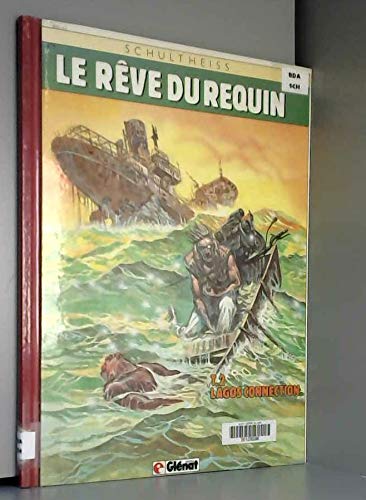 SCHULTHEISS
LE RÊVE DU REQUIN
BDA
SCH
T.2
LAGOS CONNECTION
Glénat